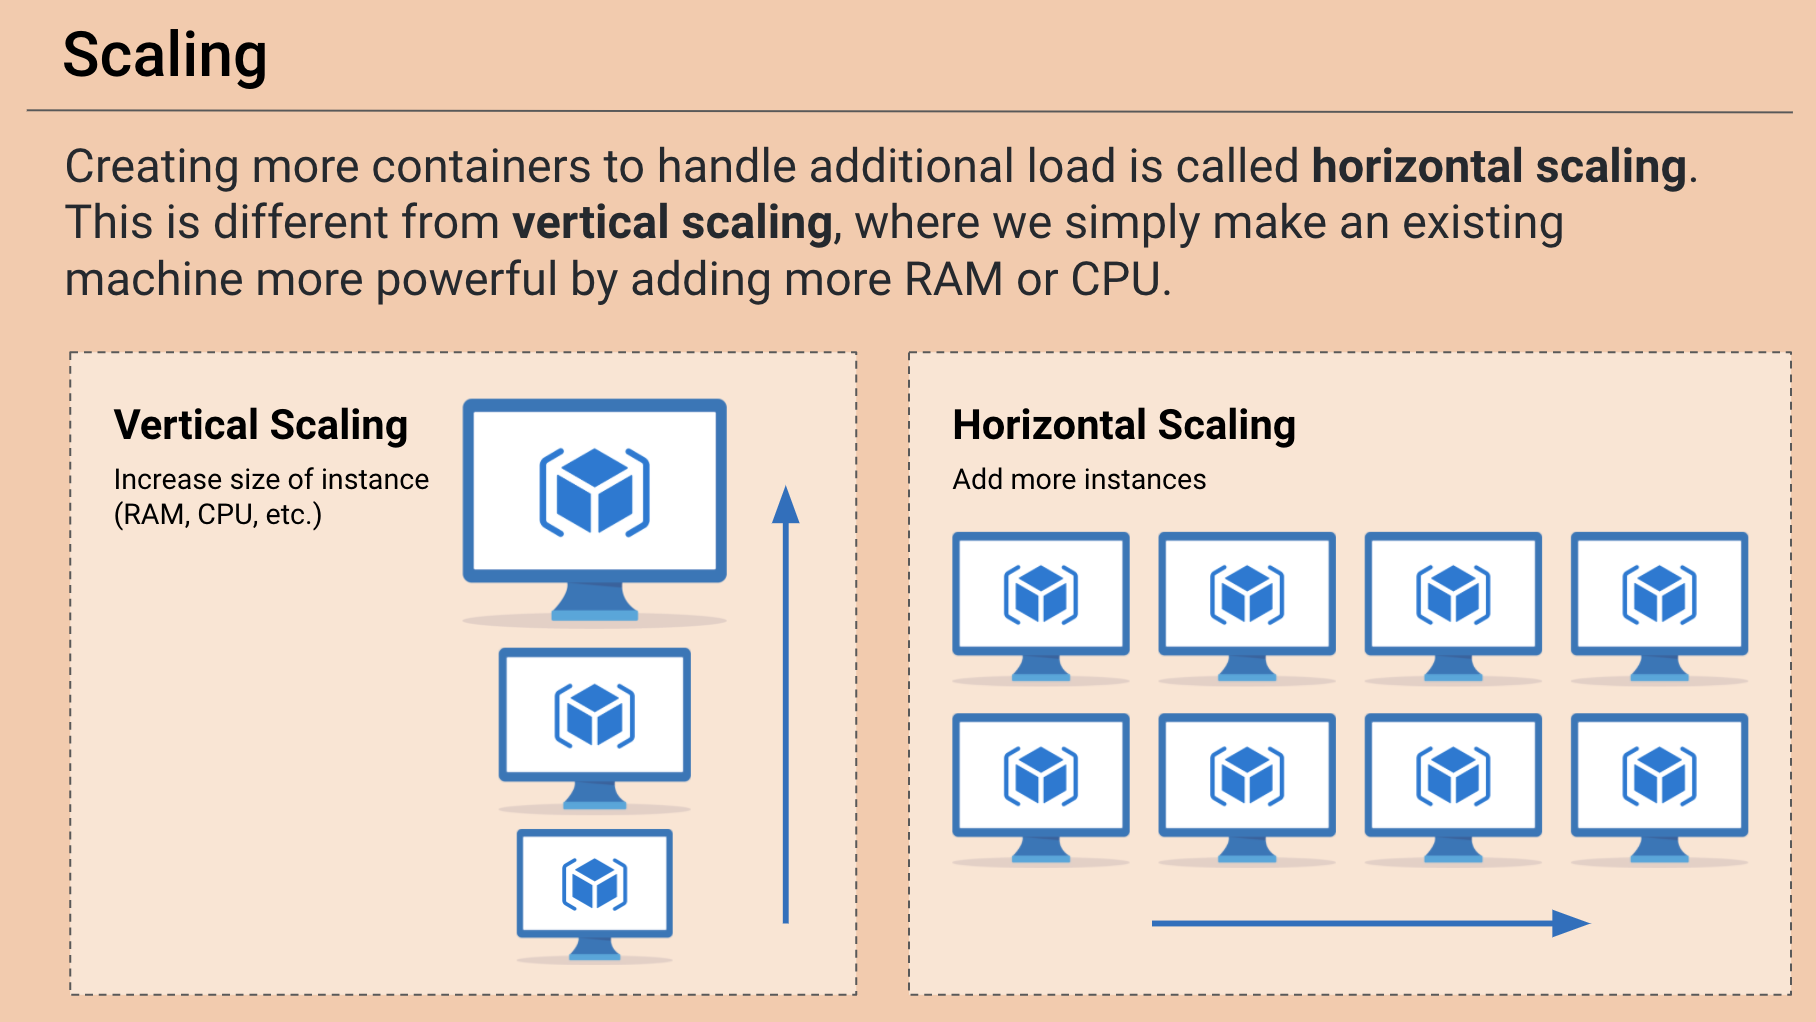 Scaling
Creating more containers to handle additional load is called horizontal scaling.
This is different from vertical scaling, where we simply make an existing
machine more powerful by adding more RAM or CPU.
Vertical Scaling
Increase size of instance
(RAM, CPU, etc.)
Horizontal Scaling
Add more instances